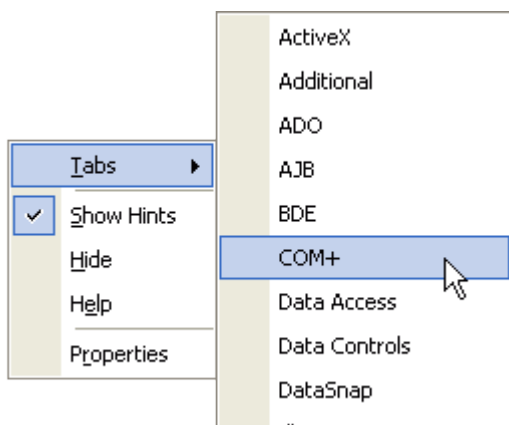 Tabs
Show Hints
Hide
Help
Properties
ActiveX
Additional
ADO
AJB
BDE
COM+
Data Access
Data Controls
DataSnap